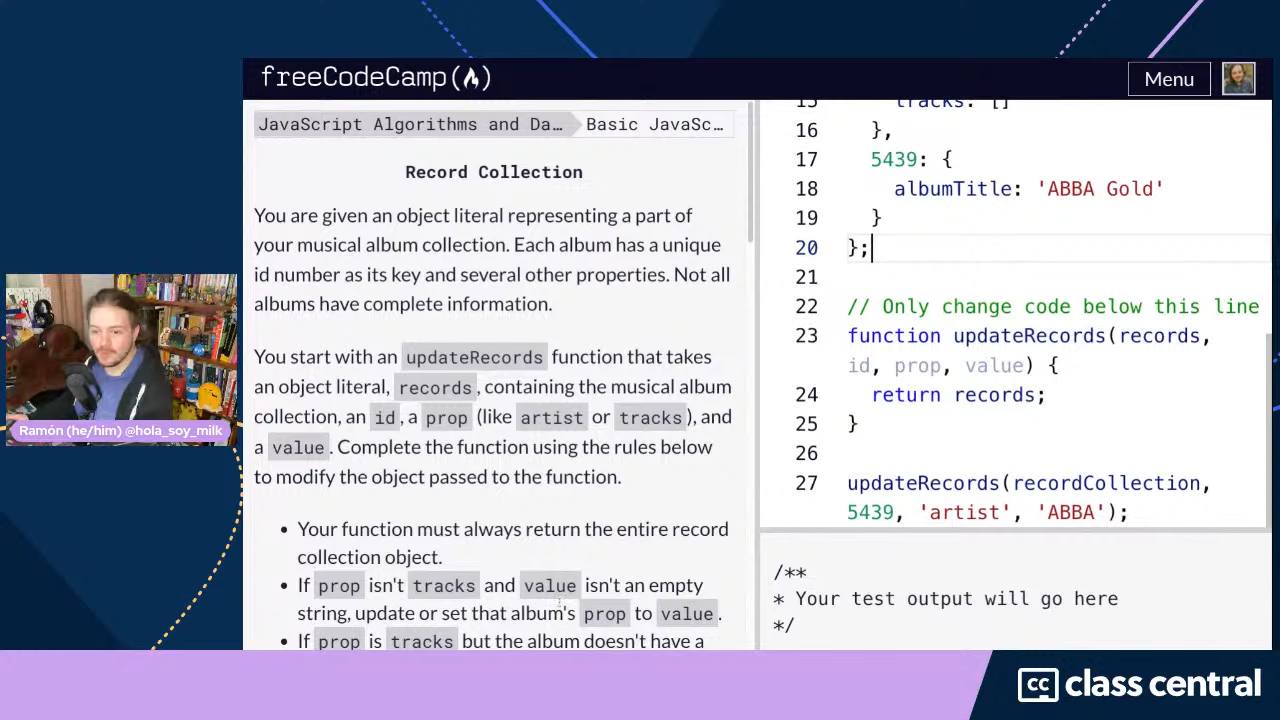 freeCodeCamp(🔥)
Menu
JavaScript Algorithms and Da…
Basic JavaSc…
Record Collection
You are given an object literal representing a part of
your musical album collection. Each album has a unique
id number as its key and several other properties. Not all
albums have complete information.
You start with an updateRecords function that takes
an object literal, records, containing the musical album
collection, an id, a prop (like artist or tracks), and
a value. Complete the function using the rules below
to modify the object passed to the function.
• Your function must always return the entire record
collection object.
• If prop isn't tracks and value isn't an empty
string, update or set that album's prop to value.
• If prop is tracks but the album doesn't have a
15 tracks: []
16 },
17 5439: {
18 albumTitle: 'ABBA Gold'
19 }
20 };
21
22 // Only change code below this line
23 function updateRecords(records,
id, prop, value) {
24 return records;
25 }
26
27 updateRecords(recordCollection,
5439, 'artist', 'ABBA');
/**
* Your test output will go here
*/
Ramón (he/him) @hola_soy_milk
cc class central